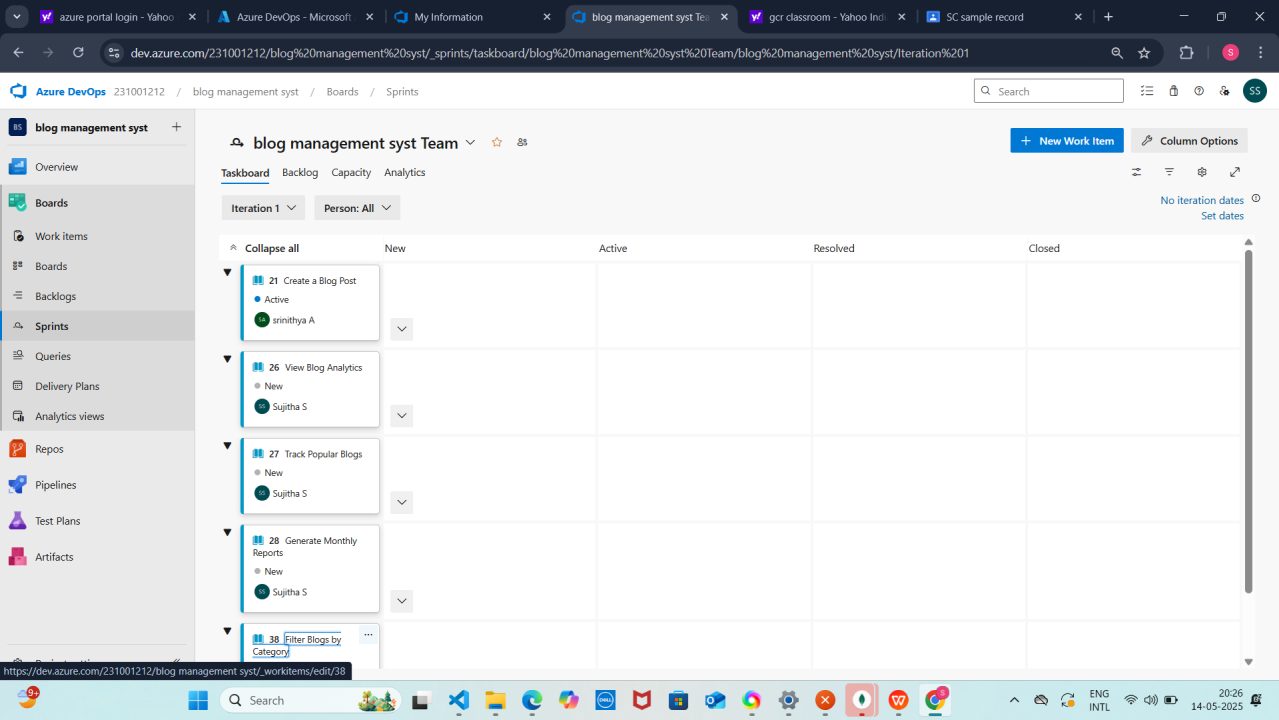 azure portal login - Yahoo
Azure DevOps - Microsoft
My Information
blog management syst Tea
gcr classroom - Yahoo Indi
SC sample record
dev.azure.com/231001212/blog%20management%20syst/_sprints/taskboard/blog%20management%20syst%20Team/blog%20management%20syst/Iteration%201
S
Azure DevOps 231001212 / blog management syst / Boards / Sprints
Search
SS
BS blog management syst
Overview
Boards
Work items
Boards
Backlogs
Sprints
Queries
Delivery Plans
Analytics views
Repos
Pipelines
Test Plans
Artifacts
blog management syst Team
New Work Item
Column Options
Taskboard Backlog Capacity Analytics
Iteration 1
Person: All
No iteration dates
Set dates
Collapse all New Active Resolved Closed
21 Create a Blog Post
Active
SA srinithya A
26 View Blog Analytics
New
SS Sujitha S
27 Track Popular Blogs
New
SS Sujitha S
28 Generate Monthly
Reports
New
SS Sujitha S
38 Filter Blogs by
Category
https://dev.azure.com/231001212/blog management syst/_workitems/edit/38
9+
Search
S
ENG
INTL
20:26
14-05-2025